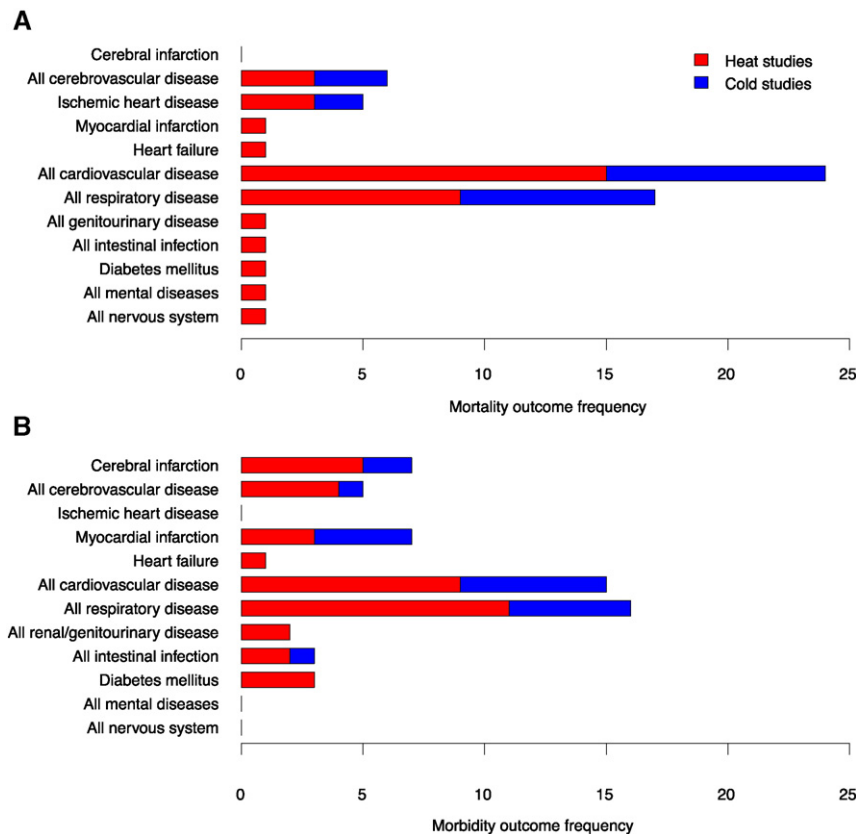 A
Cerebral infarction
All cerebrovascular disease
Ischemic heart disease
Myocardial infarction
Heart failure
All cardiovascular disease
All respiratory disease
All genitourinary disease
All intestinal infection
Diabetes mellitus
All mental diseases
All nervous system
Heat studies
Cold studies
0 5 10 15 20 25
Mortality outcome frequency
B
Cerebral infarction
All cerebrovascular disease
Ischemic heart disease
Myocardial infarction
Heart failure
All cardiovascular disease
All respiratory disease
All renal/genitourinary disease
All intestinal infection
Diabetes mellitus
All mental diseases
All nervous system
0 5 10 15 20 25
Morbidity outcome frequency